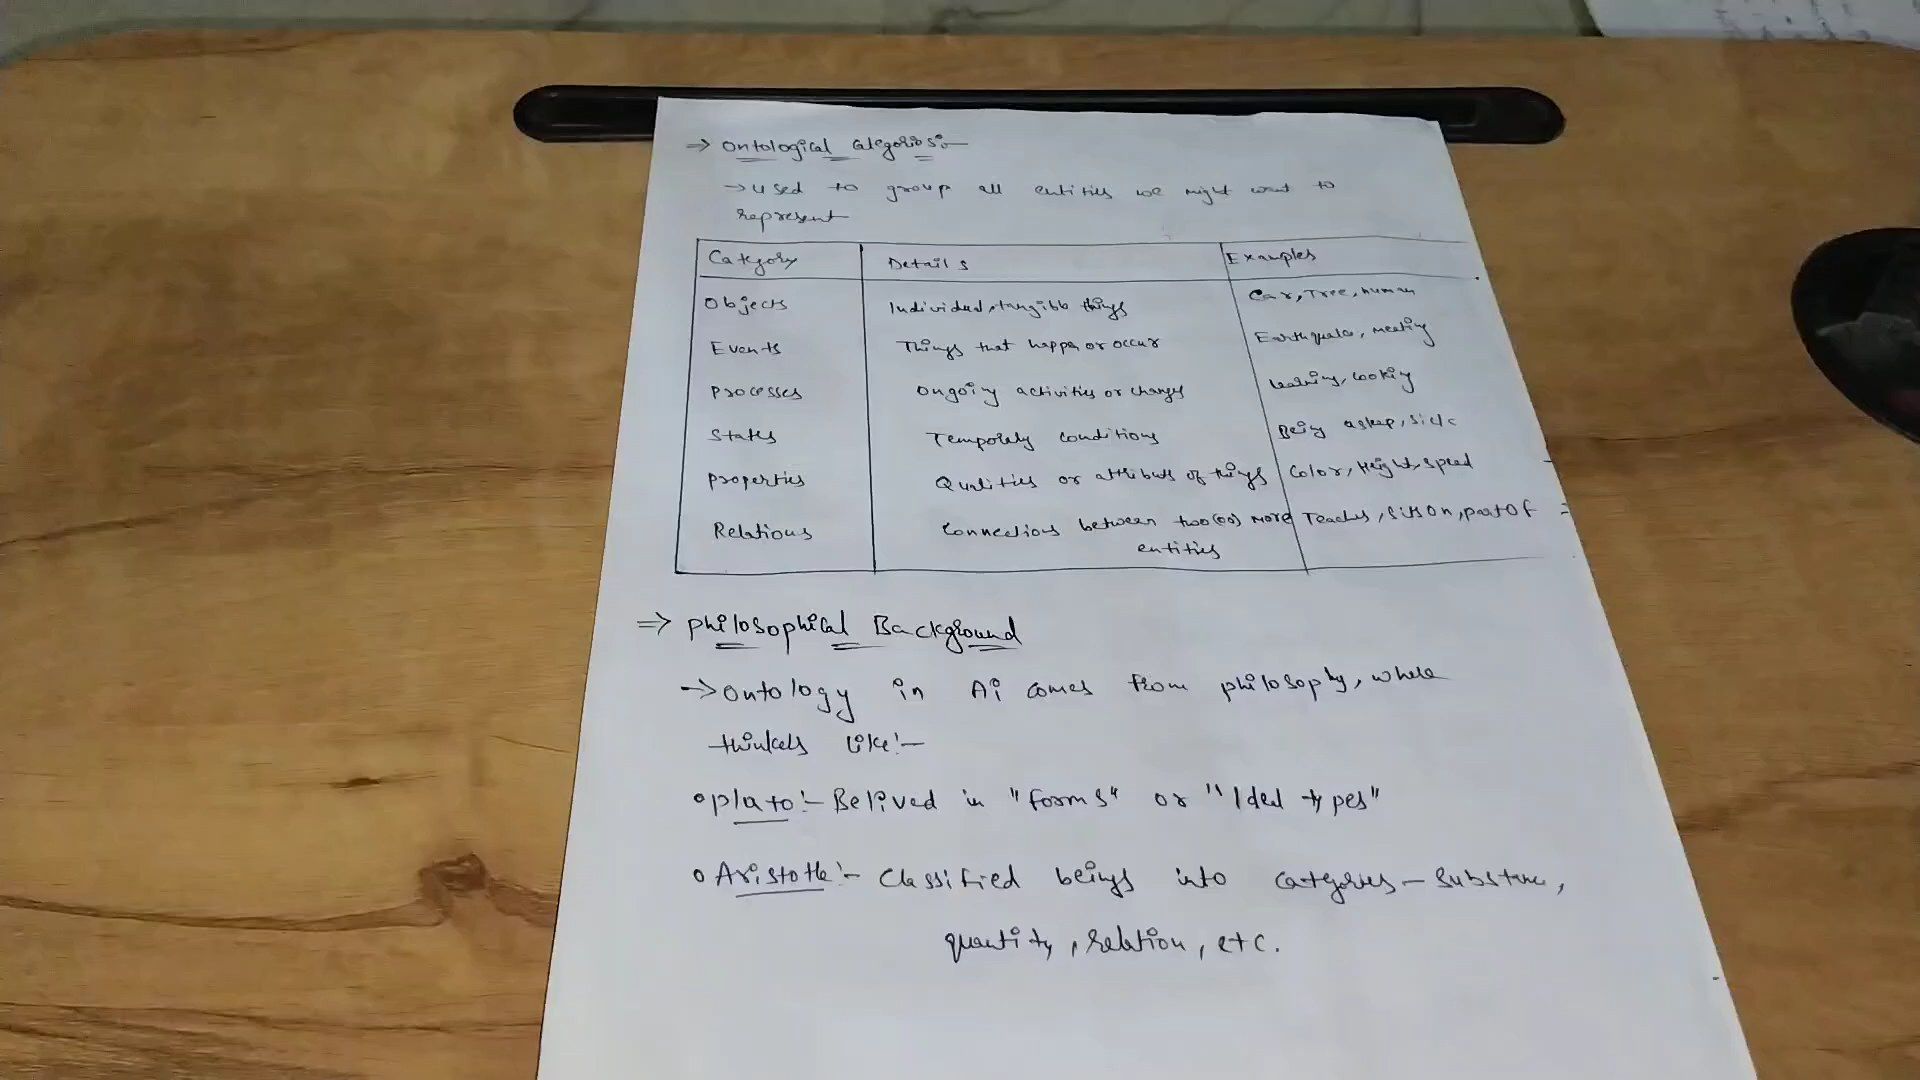 ⇒ Ontological Categories:-
→ used to group all entities we might want to
represent
Category Details Examples
Objects Individual, tangible things Car, Tree, human
Events Things that happen or occur Earthquake, meeting
Processes Ongoing activities or changes Learning, Cooking
States Temporary conditions Being asleep, sick
Properties Qualities or attributes of things Color, Height, Speed
Relations Connections between two (or) more Teaches, SitsOn, partOf
entities
⇒ Philosophical Background
→ Ontology in Ai comes from philosophy, where
thinkers like:-
• Plato:- Belived in "forms" or "Ideal types"
• Aristotle:- Classified beings into categories - substance,
quantity, relation, etc.